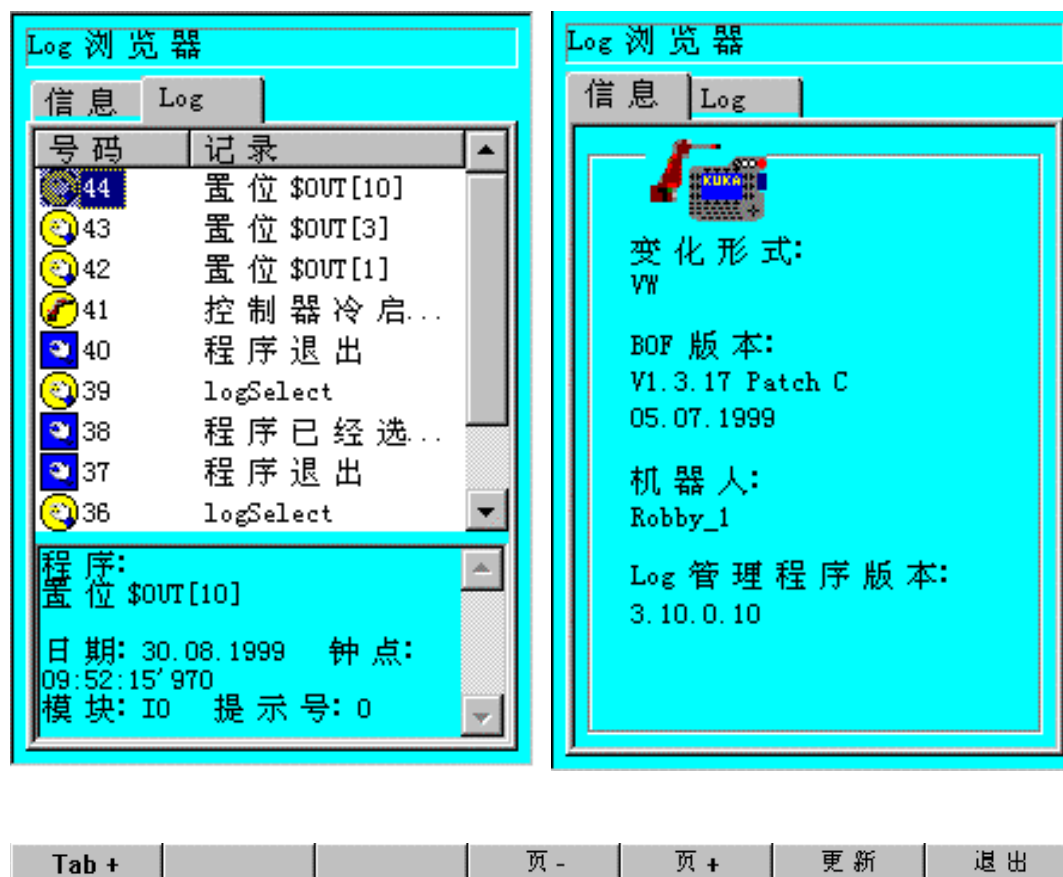 Log 浏览器
信息 Log
号码 记录
44 置位 $OUT[10]
43 置位 $OUT[3]
42 置位 $OUT[1]
41 控制器冷启...
40 程序退出
39 logSelect
38 程序已经选...
37 程序退出
36 logSelect
程序:
置位 $OUT[10]
日期: 30.08.1999 钟点:
09:52:15'970
模块: IO 提示号: 0
Log 浏览器
信息 Log
KUKA
变化形式:
VW
BOF 版本:
V1.3.17 Patch C
05.07.1999
机器人:
Robby_1
Log 管理程序版本:
3.10.0.10
Tab + 页 - 页 + 更新 退出